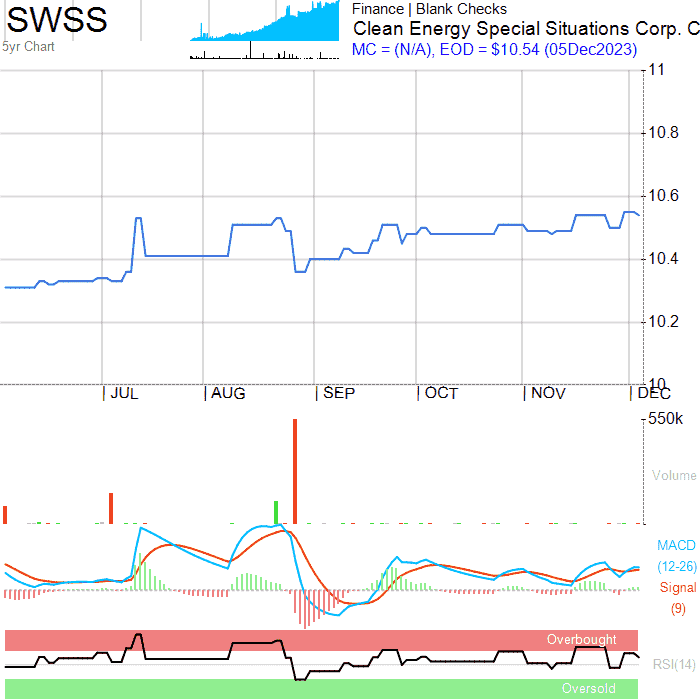 SWSS
5yr Chart
Finance | Blank Checks
Clean Energy Special Situations Corp. C
MC = (N/A), EOD = $10.54 (05Dec2023)
11
10.8
10.6
10.4
10.2
10
JUL
AUG
SEP
OCT
NOV
DEC
550k
Volume
MACD
(12-26)
Signal
(9)
Overbought
RSI(14)
Oversold